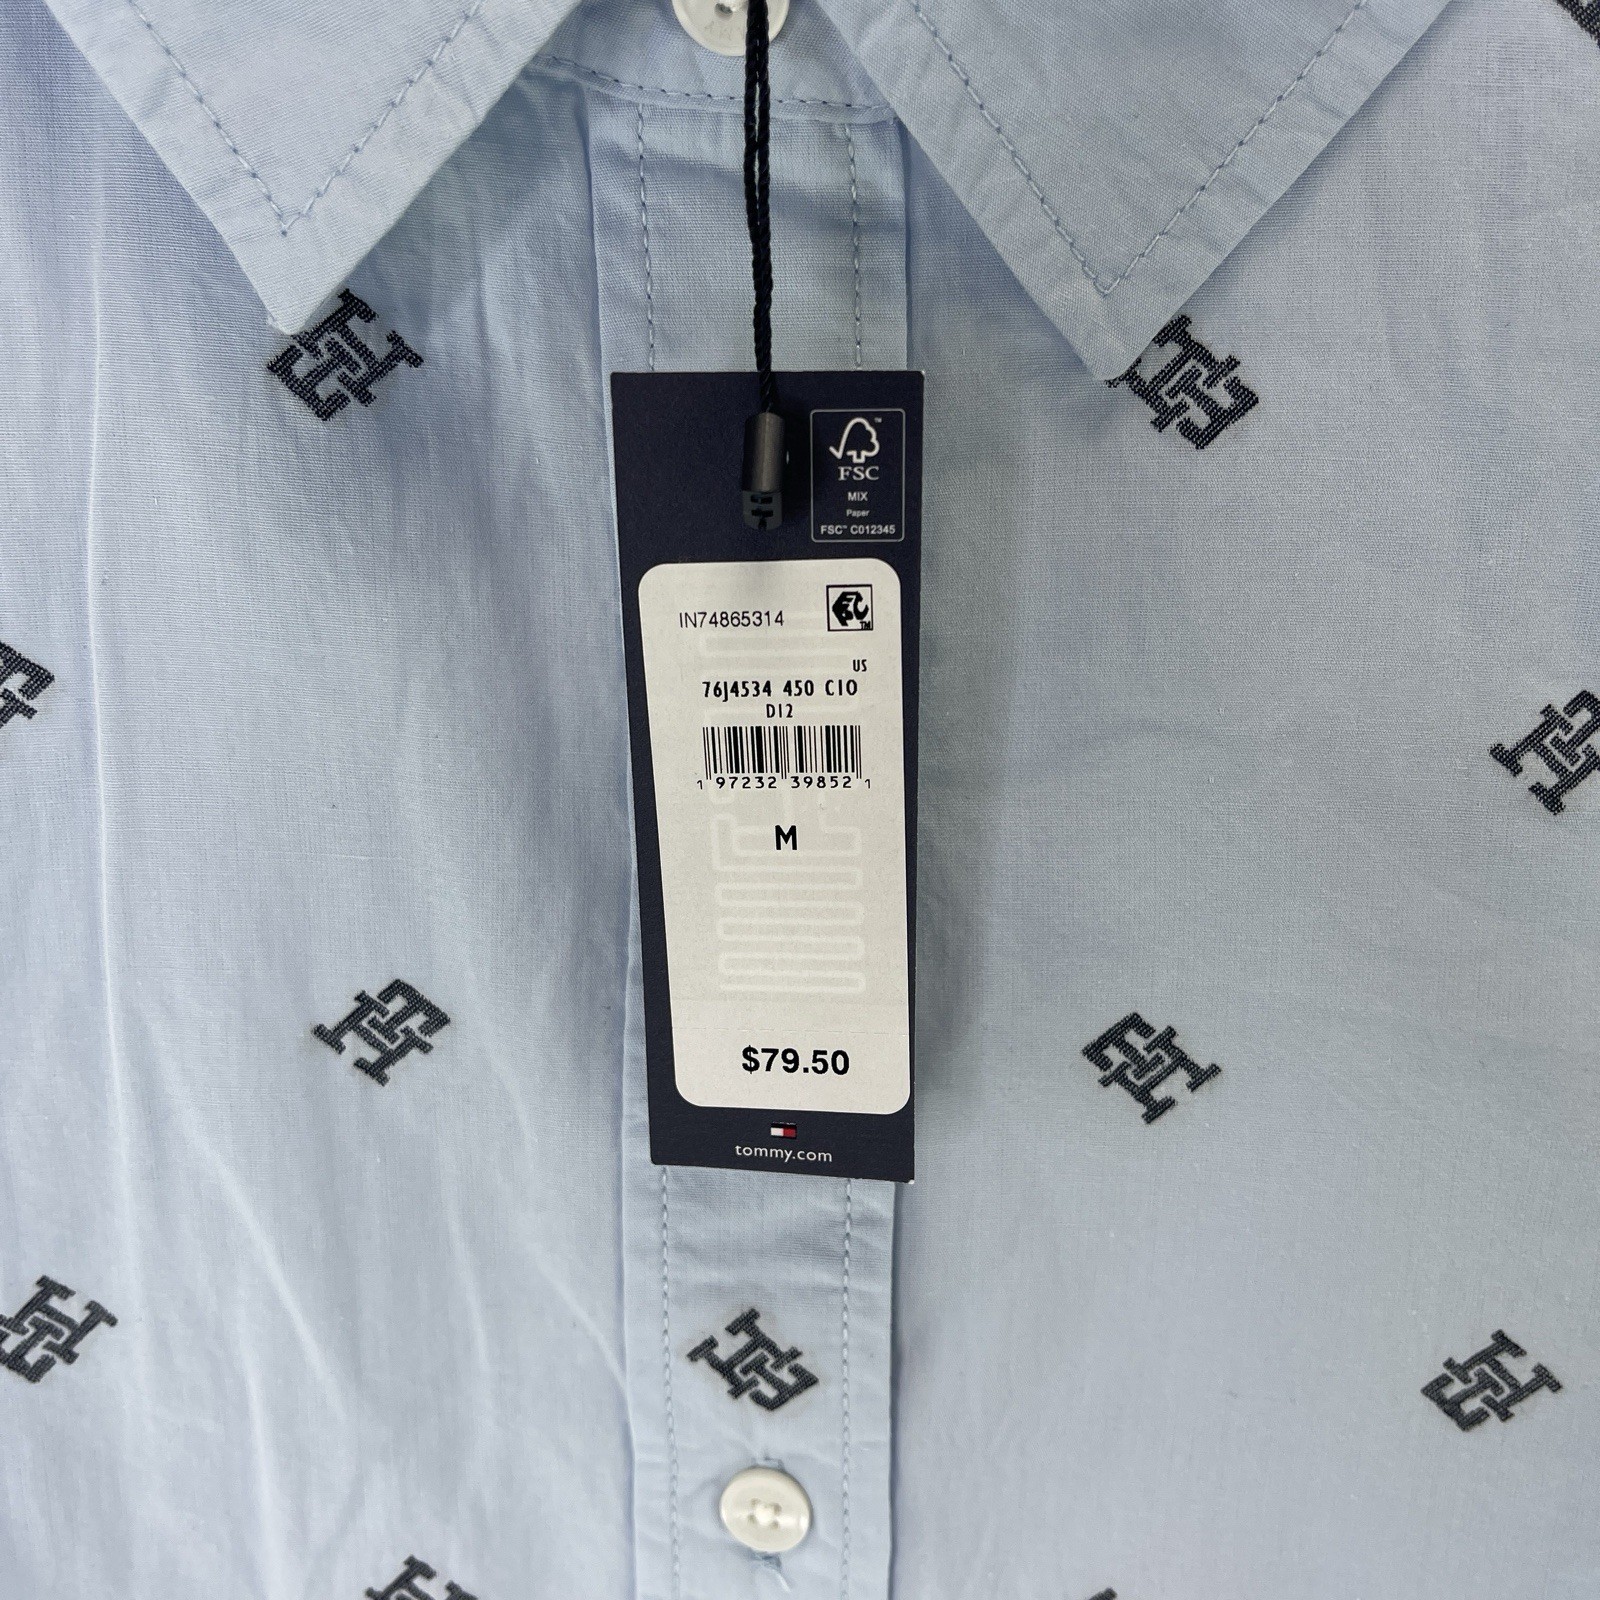 FSC
MIX
Paper
FSC™ C012345
IN74865314
US
76J4534 450 C10
D12
1 97232 39852 1
M
$79.50
tommy.com